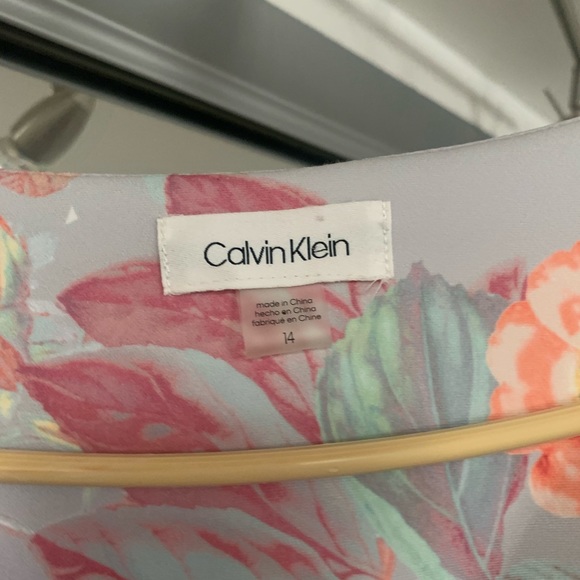 Calvin Klein
made in China
hecho en China
fabriqué en Chine
14